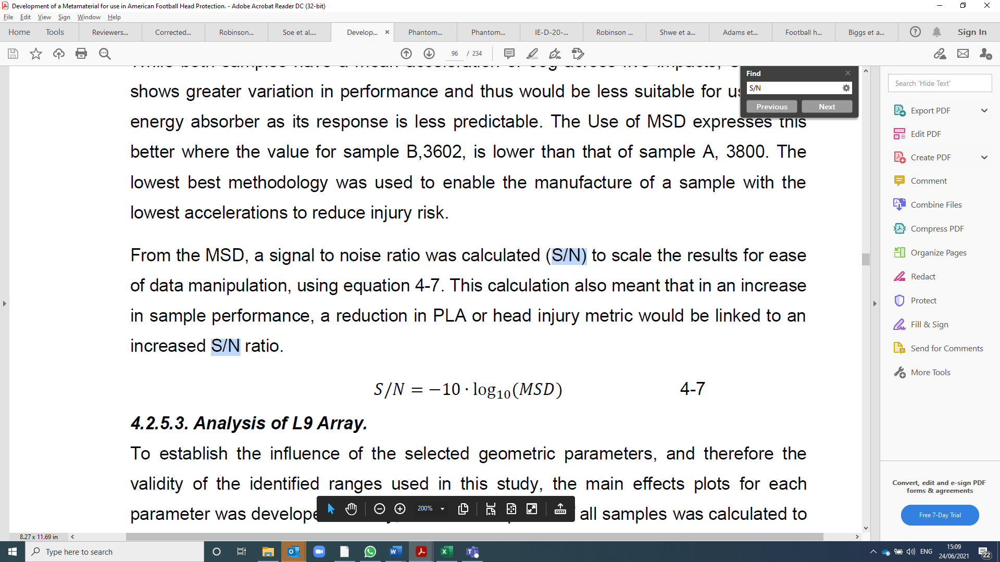 Development of a Metamaterial for use in American Football Head Protection. - Adobe Acrobat Reader DC (32-bit)
File Edit View Sign Window Help
Home Tools Reviewers... Corrected... Robinson... Soe et al.... Develop... Phantom... Phantom... IE-D-20-... Robinson ... Shwe et a... Adams et... Football h... Biggs et a... Sign In
96 / 234
Find
S/N
Previous Next
shows greater variation in performance and thus would be less suitable for
energy absorber as its response is less predictable. The Use of MSD expresses this
better where the value for sample B,3602, is lower than that of sample A, 3800. The
lowest best methodology was used to enable the manufacture of a sample with the
lowest accelerations to reduce injury risk.
From the MSD, a signal to noise ratio was calculated (S/N) to scale the results for ease
of data manipulation, using equation 4-7. This calculation also meant that in an increase
in sample performance, a reduction in PLA or head injury metric would be linked to an
increased S/N ratio.
S/N = −10 · log₁₀(MSD) 4-7
4.2.5.3. Analysis of L9 Array.
To establish the influence of the selected geometric parameters, and therefore the
validity of the identified ranges used in this study, the main effects plots for each
parameter was all samples was calculated to
200%
8.27 x 11.69 in
Search 'Hide Text'
Export PDF
Edit PDF
Create PDF
Comment
Combine Files
Compress PDF
Organize Pages
Redact
Protect
Fill & Sign
Send for Comments
More Tools
Convert, edit and e-sign PDF
forms & agreements
Free 7-Day Trial
Type here to search
ENG
15:09
24/06/2021
22